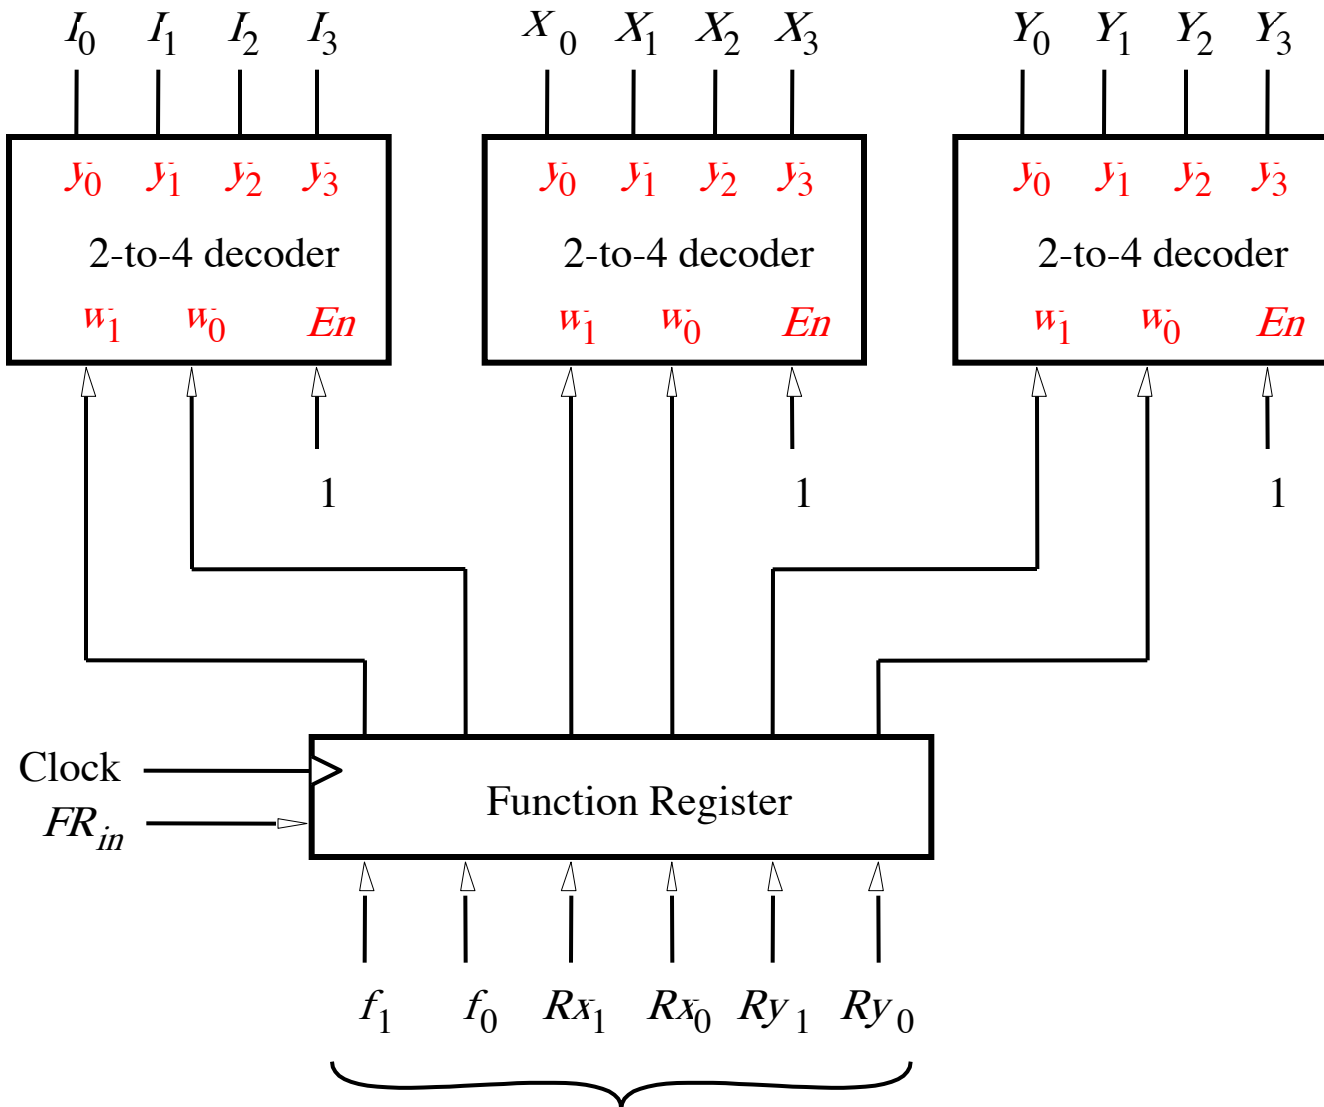 I0 I1 I2 I3 X0 X1 X2 X3 Y0 Y1 Y2 Y3
y0 y1 y2 y3 y0 y1 y2 y3 y0 y1 y2 y3
2-to-4 decoder 2-to-4 decoder 2-to-4 decoder
w1 w0 En w1 w0 En w1 w0 En
1 1 1
Clock
FRin
Function Register
f1 f0 Rx1 Rx0 Ry1 Ry0